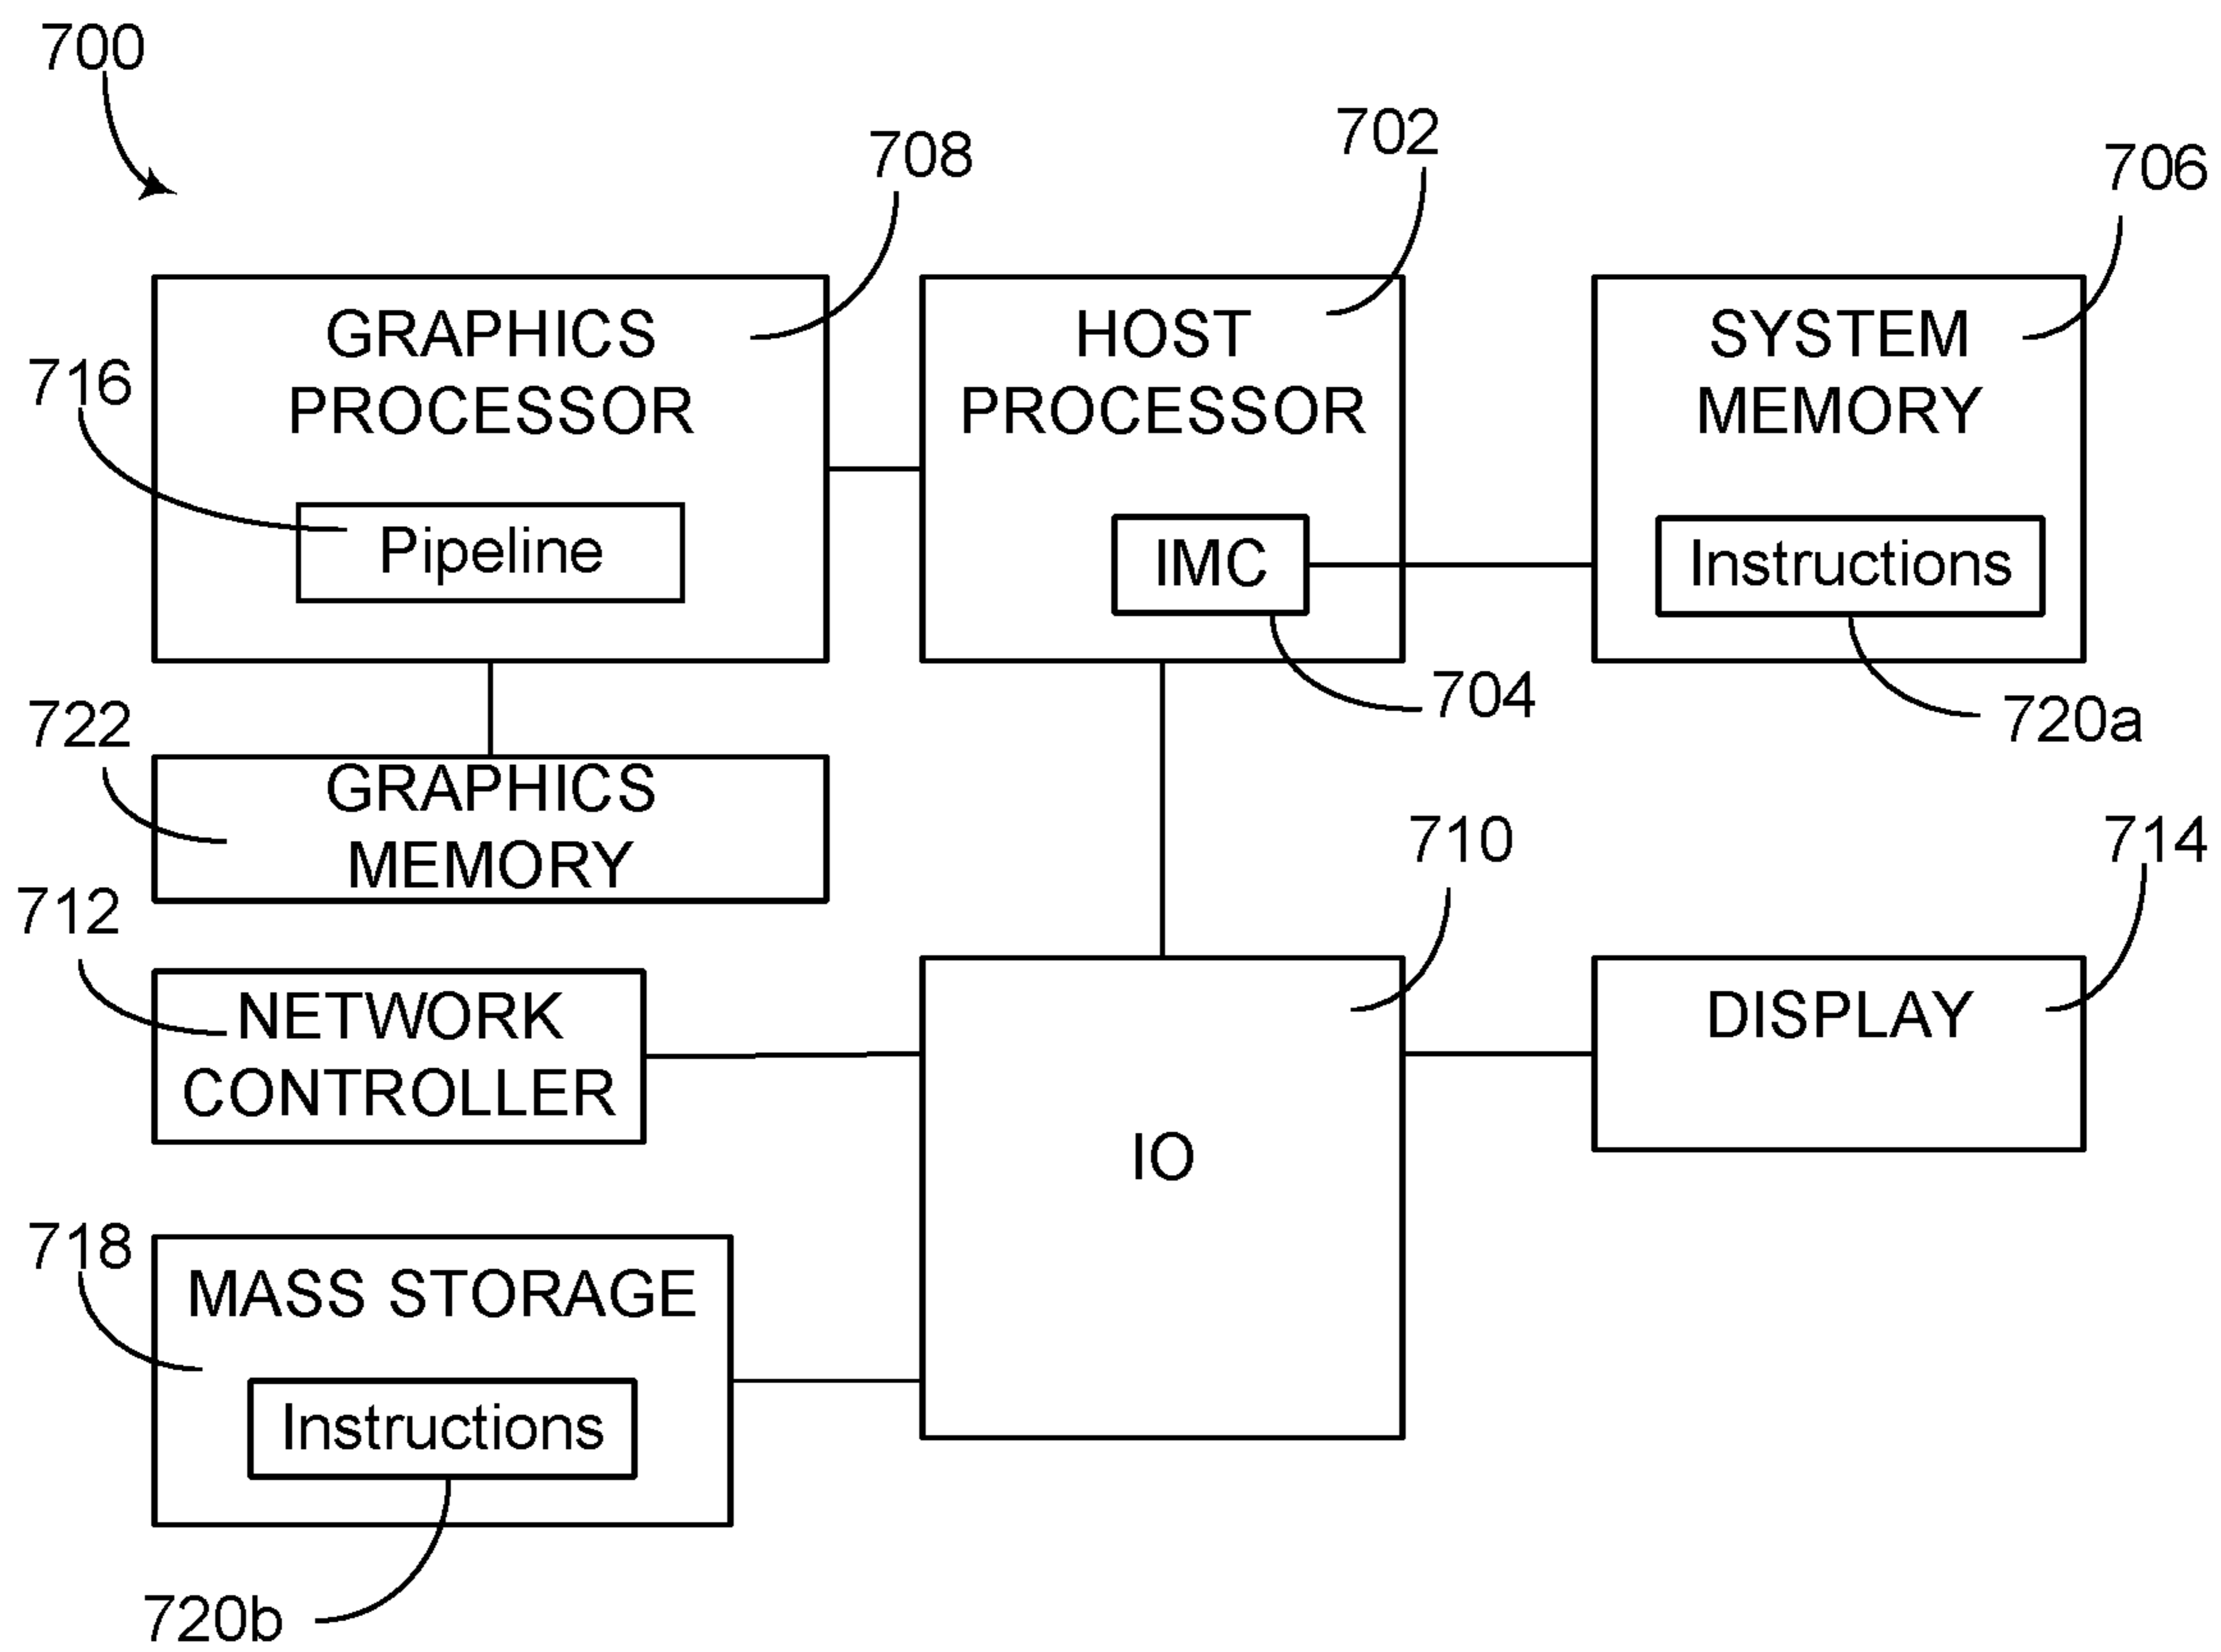 700
708
702
706
GRAPHICS
PROCESSOR
716
Pipeline
HOST
PROCESSOR
IMC
704
SYSTEM
MEMORY
Instructions
720a
722
GRAPHICS
MEMORY
712
NETWORK
CONTROLLER
710
IO
714
DISPLAY
718
MASS STORAGE
Instructions
720b